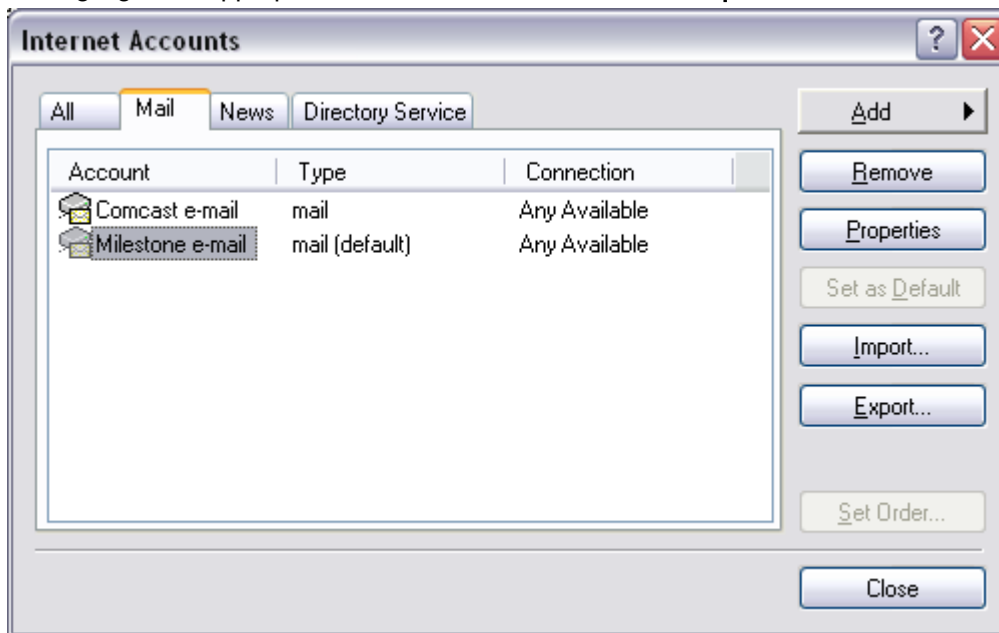 Internet Accounts
All Mail News Directory Service
Add
Account Type Connection
Remove
Comcast e-mail mail Any Available
Milestone e-mail mail (default) Any Available
Properties
Set as Default
Import...
Export...
Set Order...
Close